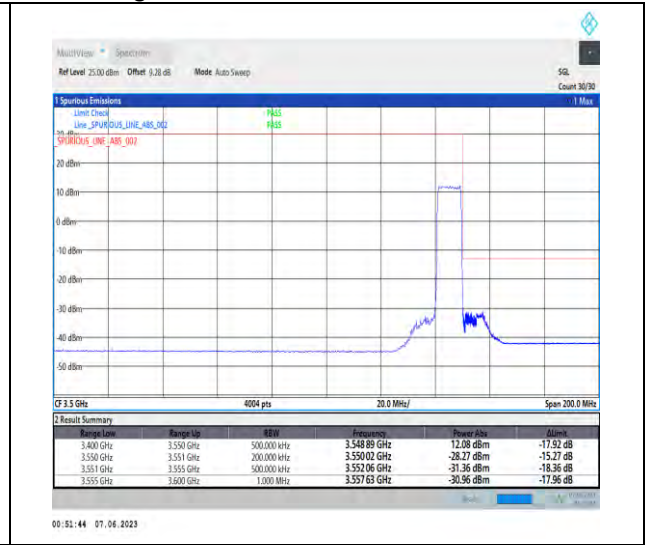 MultiView Spectrum
Ref Level 25.00 dBm Offset 9.28 dB Mode Auto Sweep SGL
Count 30/30
1 Spurious Emissions 1 Max
Limit Check PASS
Line _SPURIOUS_LINE_ABS_002 PASS
30 dBm
_SPURIOUS_LINE_ABS_002
20 dBm
10 dBm
0 dBm
-10 dBm
-20 dBm
-30 dBm
-40 dBm
-50 dBm
CF 3.5 GHz 4004 pts 20.0 MHz/ Span 200.0 MHz
2 Result Summary
Range Low Range Up RBW Frequency Power Abs ΔLimit
3.400 GHz 3.550 GHz 500.000 kHz 3.548 89 GHz 12.08 dBm -17.92 dB
3.550 GHz 3.551 GHz 200.000 kHz 3.550 02 GHz -28.27 dBm -15.27 dB
3.551 GHz 3.555 GHz 500.000 kHz 3.552 06 GHz -31.36 dBm -18.36 dB
3.555 GHz 3.600 GHz 1.000 MHz 3.557 63 GHz -30.96 dBm -17.96 dB
00:51:44 07.06.2023